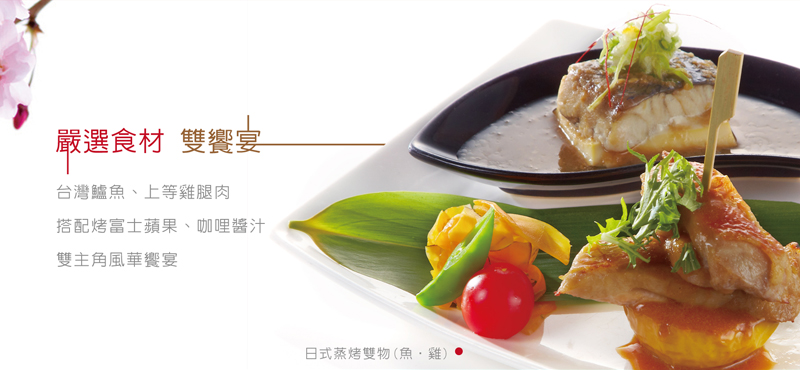 嚴選食材 雙饗宴
台灣鱸魚、上等雞腿肉
搭配烤富士蘋果、咖哩醬汁
雙主角風華饗宴
日式蒸烤雙物(魚．雞)